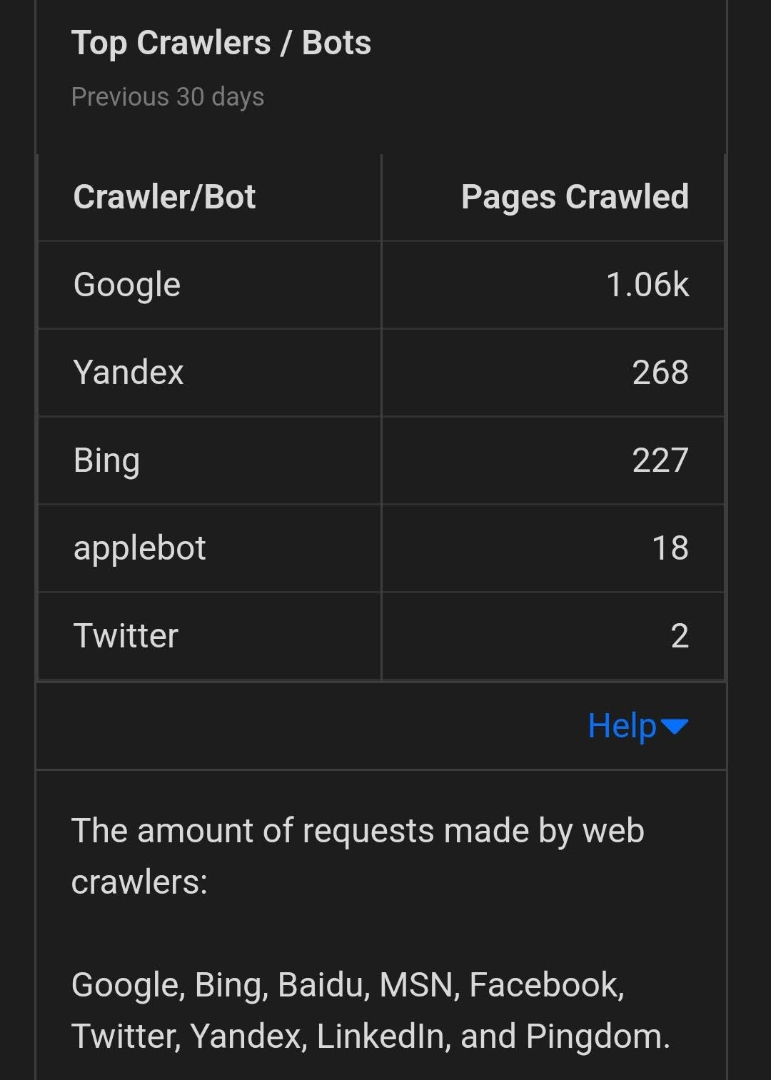 Top Crawlers / Bots
Previous 30 days
Crawler/Bot Pages Crawled
Google 1.06k
Yandex 268
Bing 227
applebot 18
Twitter 2
Help
The amount of requests made by web
crawlers:
Google, Bing, Baidu, MSN, Facebook,
Twitter, Yandex, LinkedIn, and Pingdom.